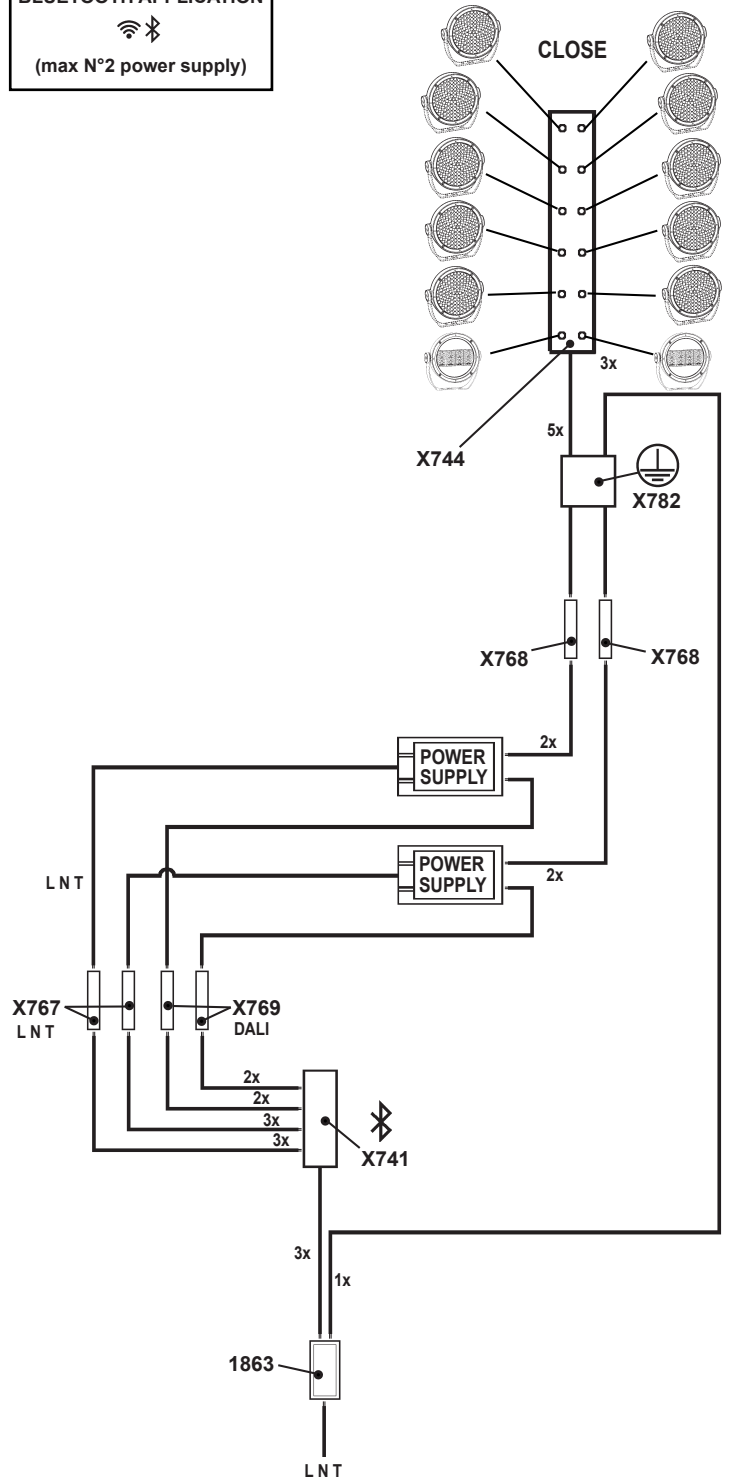 BLUETOOTH APPLICATION
(max N°2 power supply)
CLOSE
3x
5x
X744
X782
X768
X768
POWER
SUPPLY
2x
POWER
SUPPLY
2x
L N T
X767
L N T
X769
DALI
2x
2x
3x
3x
X741
3x
1x
1863
L N T